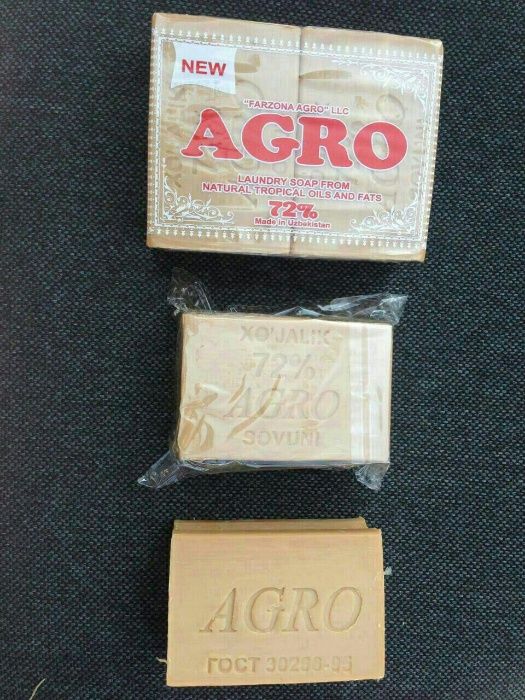 NEW
"FARZONA AGRO" LLC
AGRO
LAUNDRY SOAP FROM
NATURAL TROPICAL OILS AND FATS
72%
Made in Uzbekistan
XO'JALIK
72%
AGRO
SOVUNI
AGRO
ГОСТ 30266-95